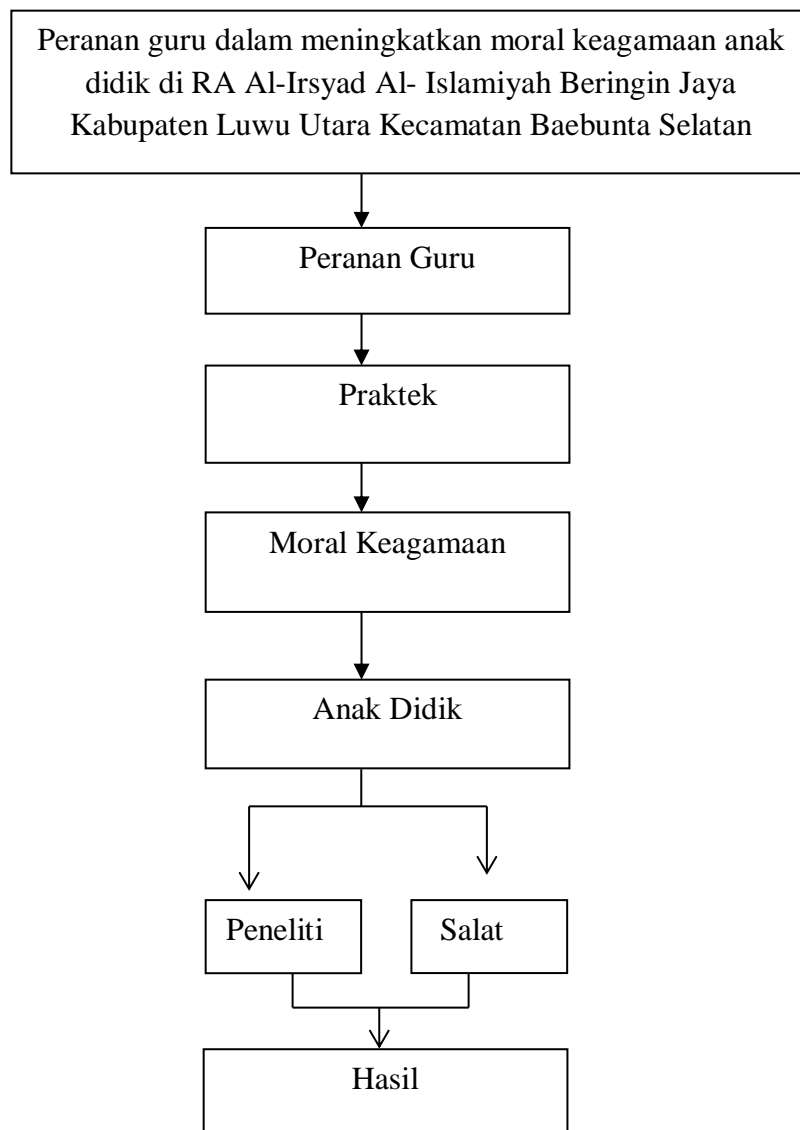 Peranan guru dalam meningkatkan moral keagamaan anak
didik di RA Al-Irsyad Al- Islamiyah Beringin Jaya
Kabupaten Luwu Utara Kecamatan Baebunta Selatan
Peranan Guru
Praktek
Moral Keagamaan
Anak Didik
Peneliti
Salat
Hasil